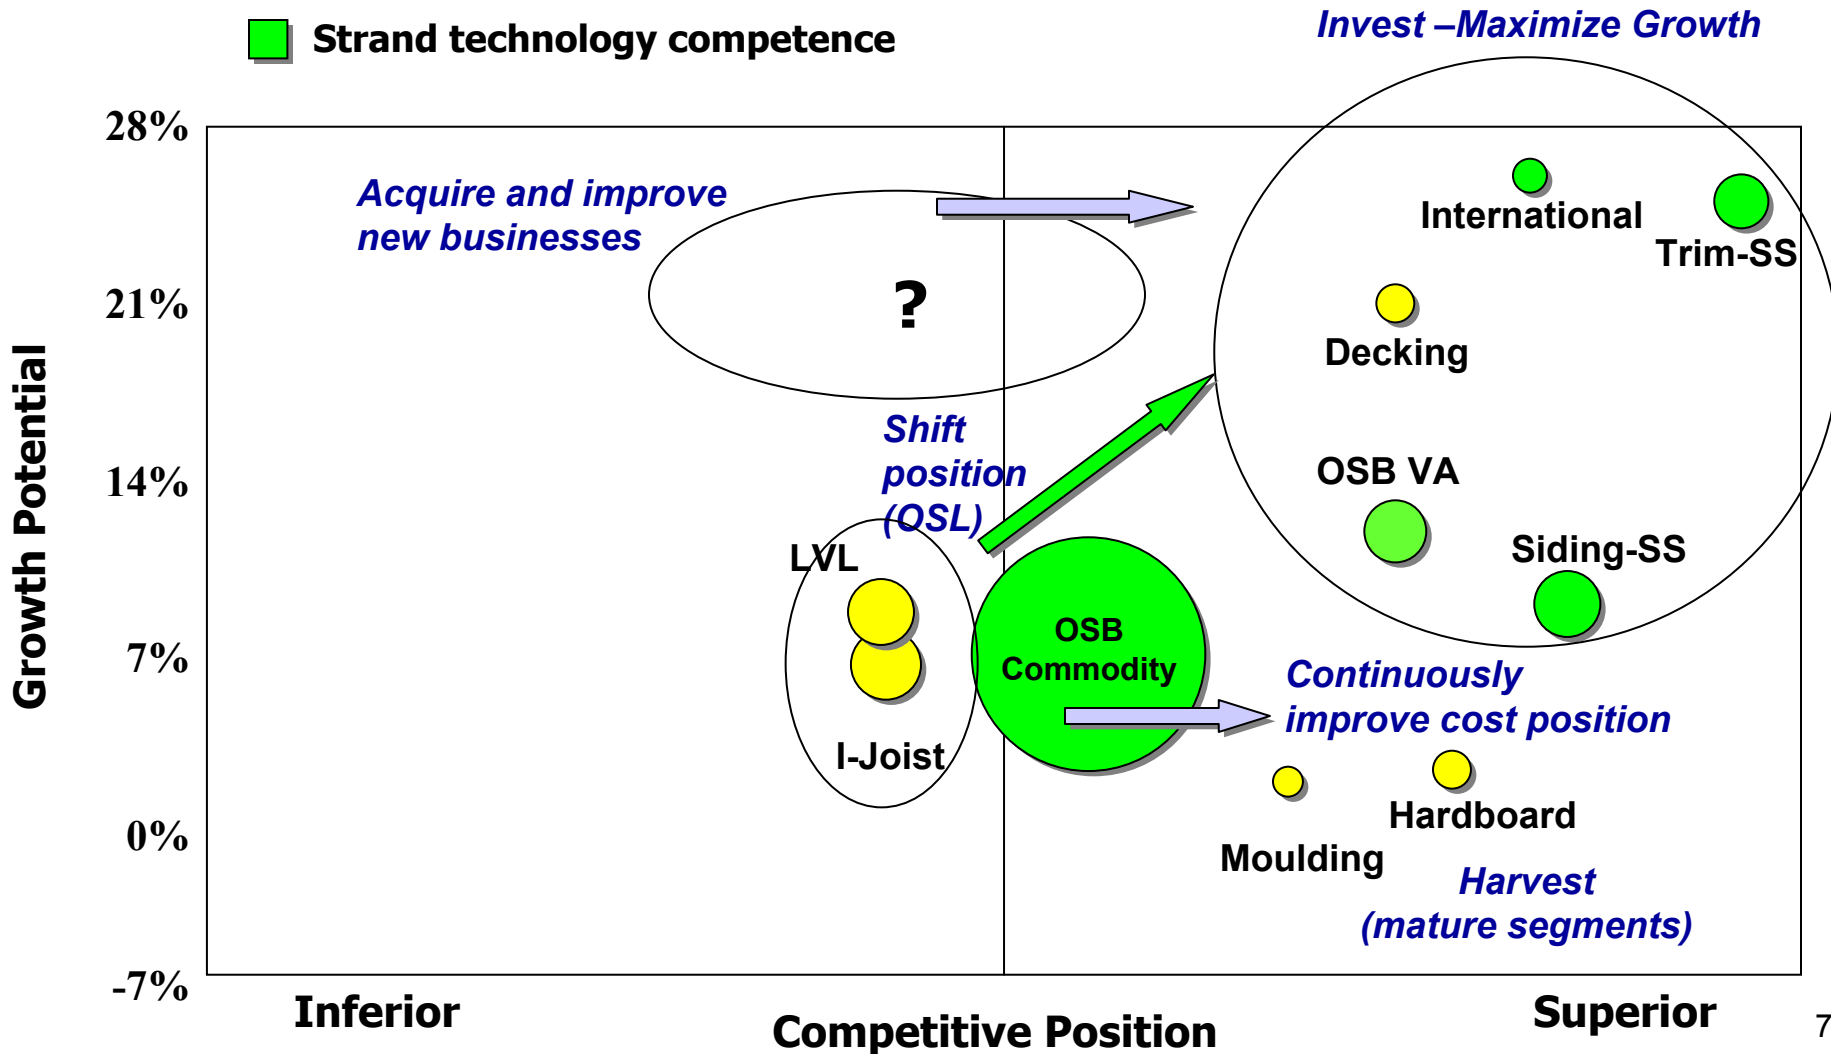 Strand technology competence
Invest –Maximize Growth
28%
Acquire and improve
new businesses
International
Trim-SS
21%
?
Decking
Growth Potential
Shift
position
(OSL)
14%
OSB VA
LVL
Siding-SS
OSB
Commodity
7%
Continuously
improve cost position
I-Joist
0%
Hardboard
Moulding
Harvest
(mature segments)
-7%
Inferior
Competitive Position
Superior
7